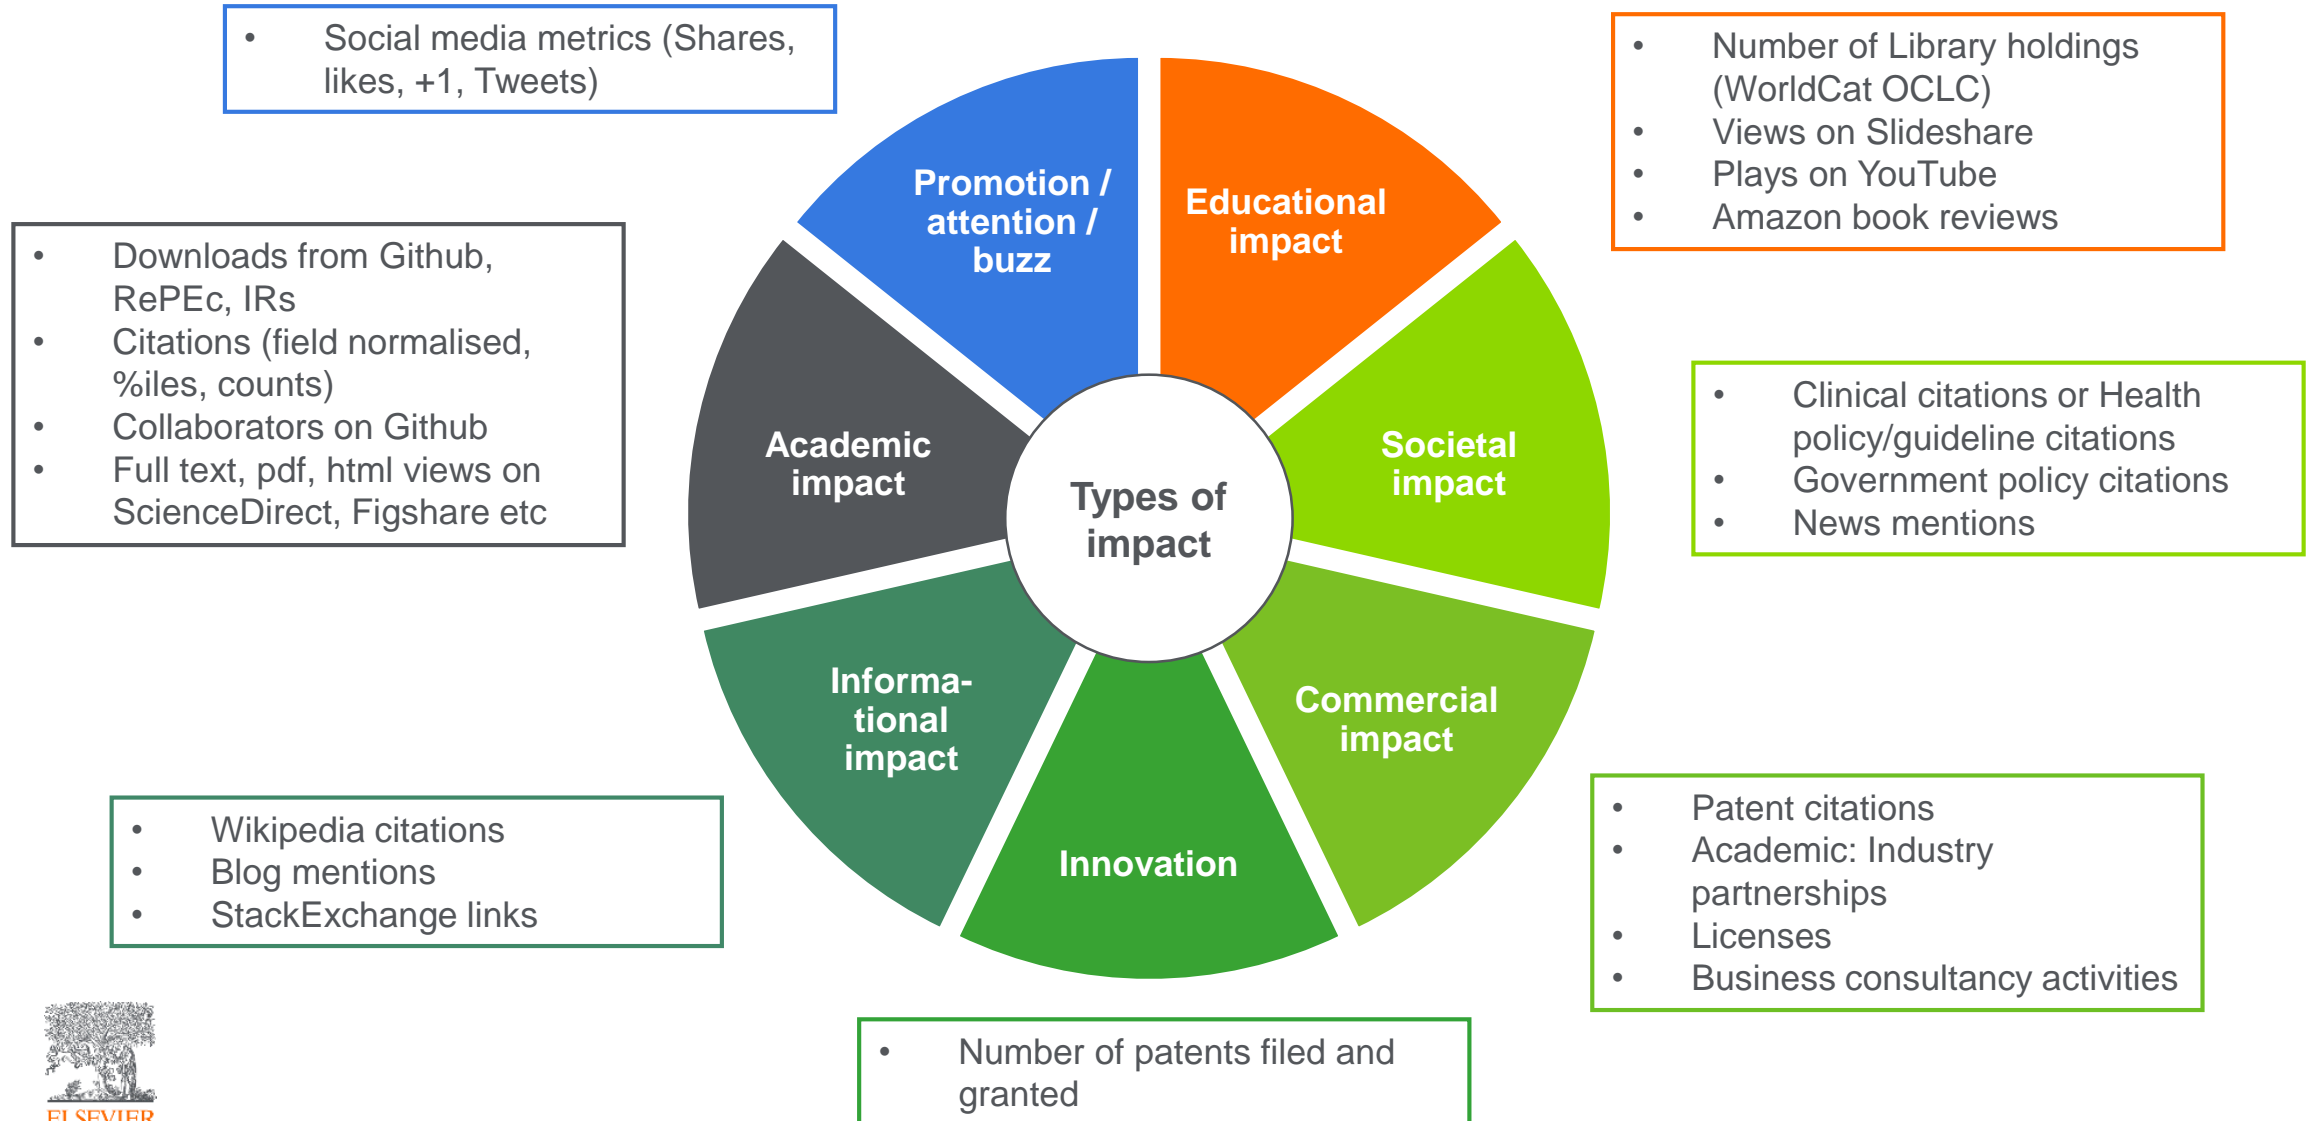 • Social media metrics (Shares,
likes, +1, Tweets)
• Number of Library holdings
(WorldCat OCLC)
• Views on Slideshare
• Plays on YouTube
• Amazon book reviews
Promotion /
attention /
buzz
Educational
impact
• Downloads from Github,
RePEc, IRs
• Citations (field normalised,
%iles, counts)
• Collaborators on Github
• Full text, pdf, html views on
ScienceDirect, Figshare etc
Academic
impact
Types of
impact
Societal
impact
• Clinical citations or Health
policy/guideline citations
• Government policy citations
• News mentions
Informa-
tional
impact
Commercial
impact
Innovation
• Wikipedia citations
• Blog mentions
• StackExchange links
• Patent citations
• Academic: Industry
partnerships
• Licenses
• Business consultancy activities
• Number of patents filed and
granted
ELSEVIER